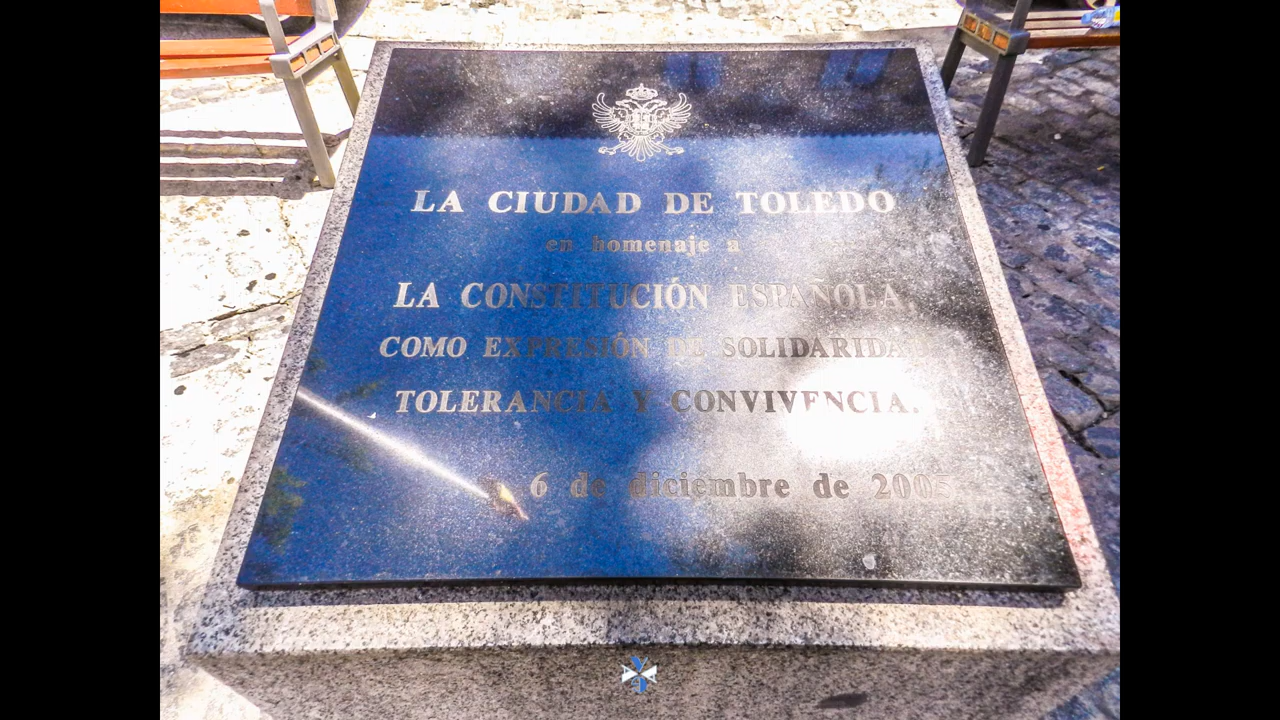 LA CIUDAD DE TOLEDO
en homenaje a
LA CONSTITUCIÓN ESPAÑOLA,
COMO EXPRESIÓN DE SOLIDARIDAD
TOLERANCIA Y CONVIVENCIA.
6 de diciembre de 2005